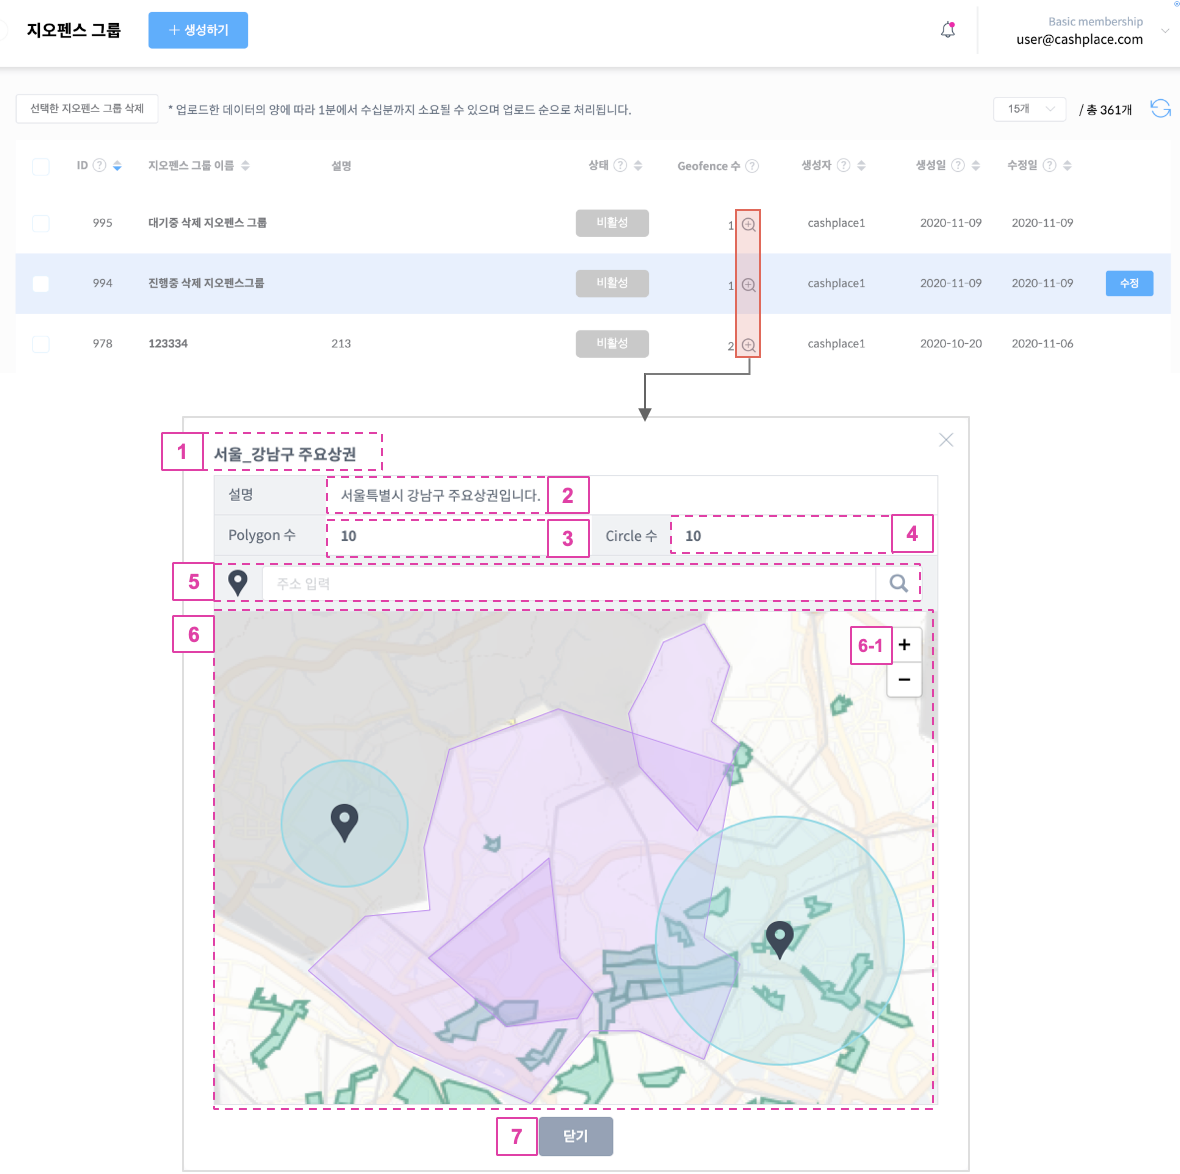 지오펜스 그룹
+ 생성하기
Basic membership
user@cashplace.com
선택한 지오펜스 그룹 삭제
* 업로드한 데이터의 양에 따라 1분에서 수십분까지 소요될 수 있으며 업로드 순으로 처리됩니다.
15개
/ 총 361개
ID ? 지오펜스 그룹 이름 설명 상태 ? Geofence 수 ? 생성자 ? 생성일 ? 수정일 ?
995 대기중 삭제 지오펜스 그룹 비활성 1 cashplace1 2020-11-09 2020-11-09
994 진행중 삭제 지오펜스그룹 비활성 1 cashplace1 2020-11-09 2020-11-09 수정
978 123334 213 비활성 2 cashplace1 2020-10-20 2020-11-06
1 서울_강남구 주요상권
설명 서울특별시 강남구 주요상권입니다. 2
Polygon 수 10 3 Circle 수 10 4
5 주소 입력
6
6-1 +
−
7 닫기